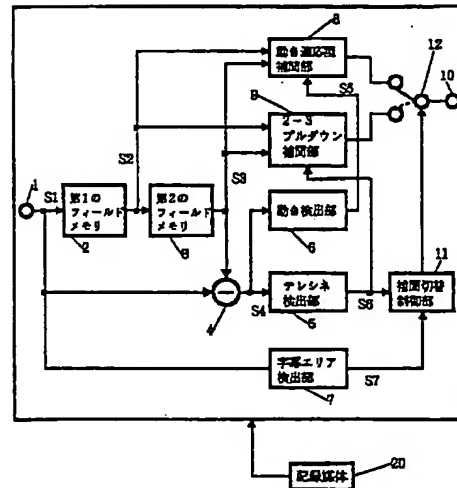 8
動き適応型
補間部
12
10
S5
9
2-3
プルダウン
補間部
S2
S3
1
S1
第1の
フィールド
メモリ
2
第2の
フィールド
メモリ
動き検出部
6
11
4
S4
テレシネ
検出部
5
S6
補間切替
制御部
字幕エリア
検出部
7
S7
記録媒体
20